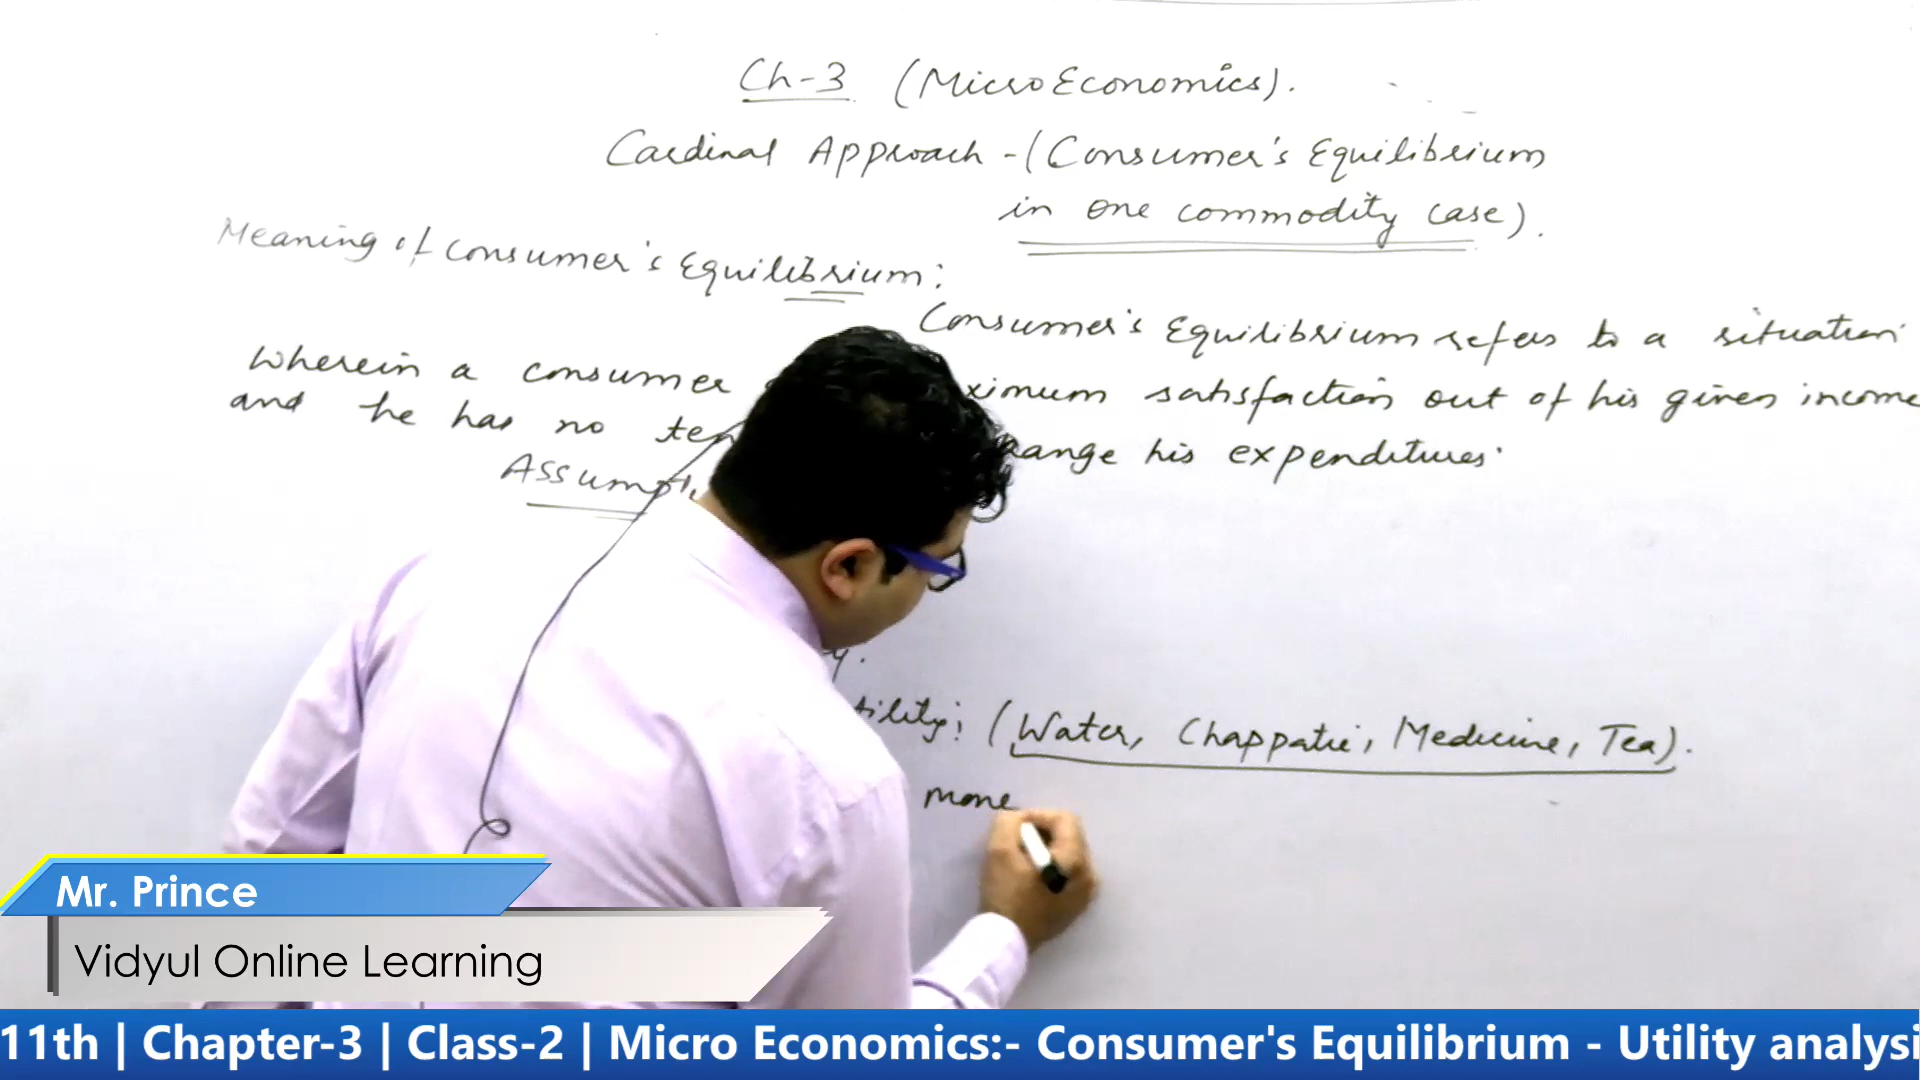 Ch-3 (MicroEconomics).
Cardinal Approach - (Consumer's Equilibrium
in one commodity case).
Meaning of Consumer's Equilibrium:
Consumer's Equilibrium refers to a situation
Wherein a consumer ximum satisfaction out of his given income
and he has no te ange his expenditures.
Assumpt
y.
tility: (Water, Chappatie, Medicine, Tea).
mone
Mr. Prince
Vidyul Online Learning
11th | Chapter-3 | Class-2 | Micro Economics:- Consumer's Equilibrium - Utility analysi